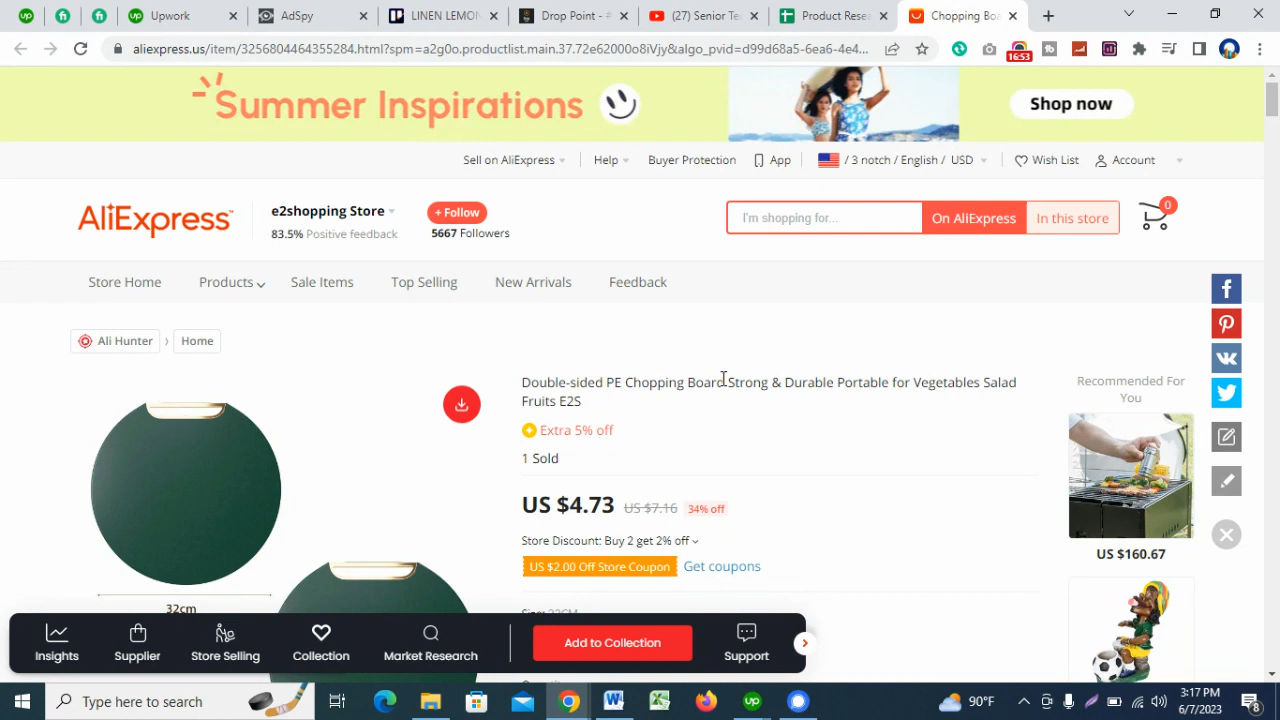 Upwork
AdSpy
LINEN LEMON
Drop Point - #
(27) Senior Te
Product Resea
Chopping Boa
aliexpress.us/item/3256804464355284.html?spm=a2g0o.productlist.main.37.72e62000o8iVjy&algo_pvid=d99d68a5-6ea6-4e4...
16:53
Summer Inspirations
Shop now
Sell on AliExpress
Help
Buyer Protection
App
/ 3 notch / English / USD
Wish List
Account
AliExpress
e2shopping Store
+ Follow
83.5% Positive feedback
5667 Followers
I'm shopping for...
On AliExpress
In this store
0
Store Home
Products
Sale Items
Top Selling
New Arrivals
Feedback
Ali Hunter
Home
Double-sided PE Chopping Board Strong & Durable Portable for Vegetables Salad
Fruits E2S
Extra 5% off
1 Sold
US $4.73 US $7.16 34% off
Store Discount: Buy 2 get 2% off
US $2.00 Off Store Coupon
Get coupons
Size: 32CM
Recommended For
You
US $160.67
32cm
Insights
Supplier
Store Selling
Collection
Market Research
Add to Collection
Support
Type here to search
90°F
3:17 PM
6/7/2023
8